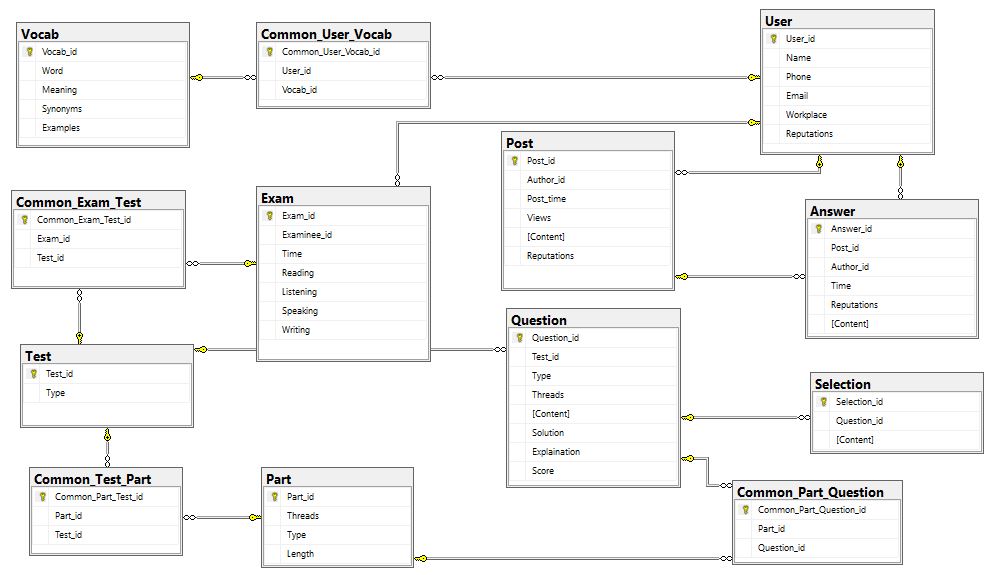 Vocab
Vocab_id
Word
Meaning
Synonyms
Examples
Common_User_Vocab
Common_User_Vocab_id
User_id
Vocab_id
User
User_id
Name
Phone
Email
Workplace
Reputations
Post
Post_id
Author_id
Post_time
Views
[Content]
Reputations
Common_Exam_Test
Common_Exam_Test_id
Exam_id
Test_id
Exam
Exam_id
Examinee_id
Time
Reading
Listening
Speaking
Writing
Answer
Answer_id
Post_id
Author_id
Time
Reputations
[Content]
Question
Question_id
Test_id
Type
Threads
[Content]
Solution
Explaination
Score
Test
Test_id
Type
Selection
Selection_id
Question_id
[Content]
Common_Test_Part
Common_Part_Test_id
Part_id
Test_id
Part
Part_id
Threads
Type
Length
Common_Part_Question
Common_Part_Question_id
Part_id
Question_id